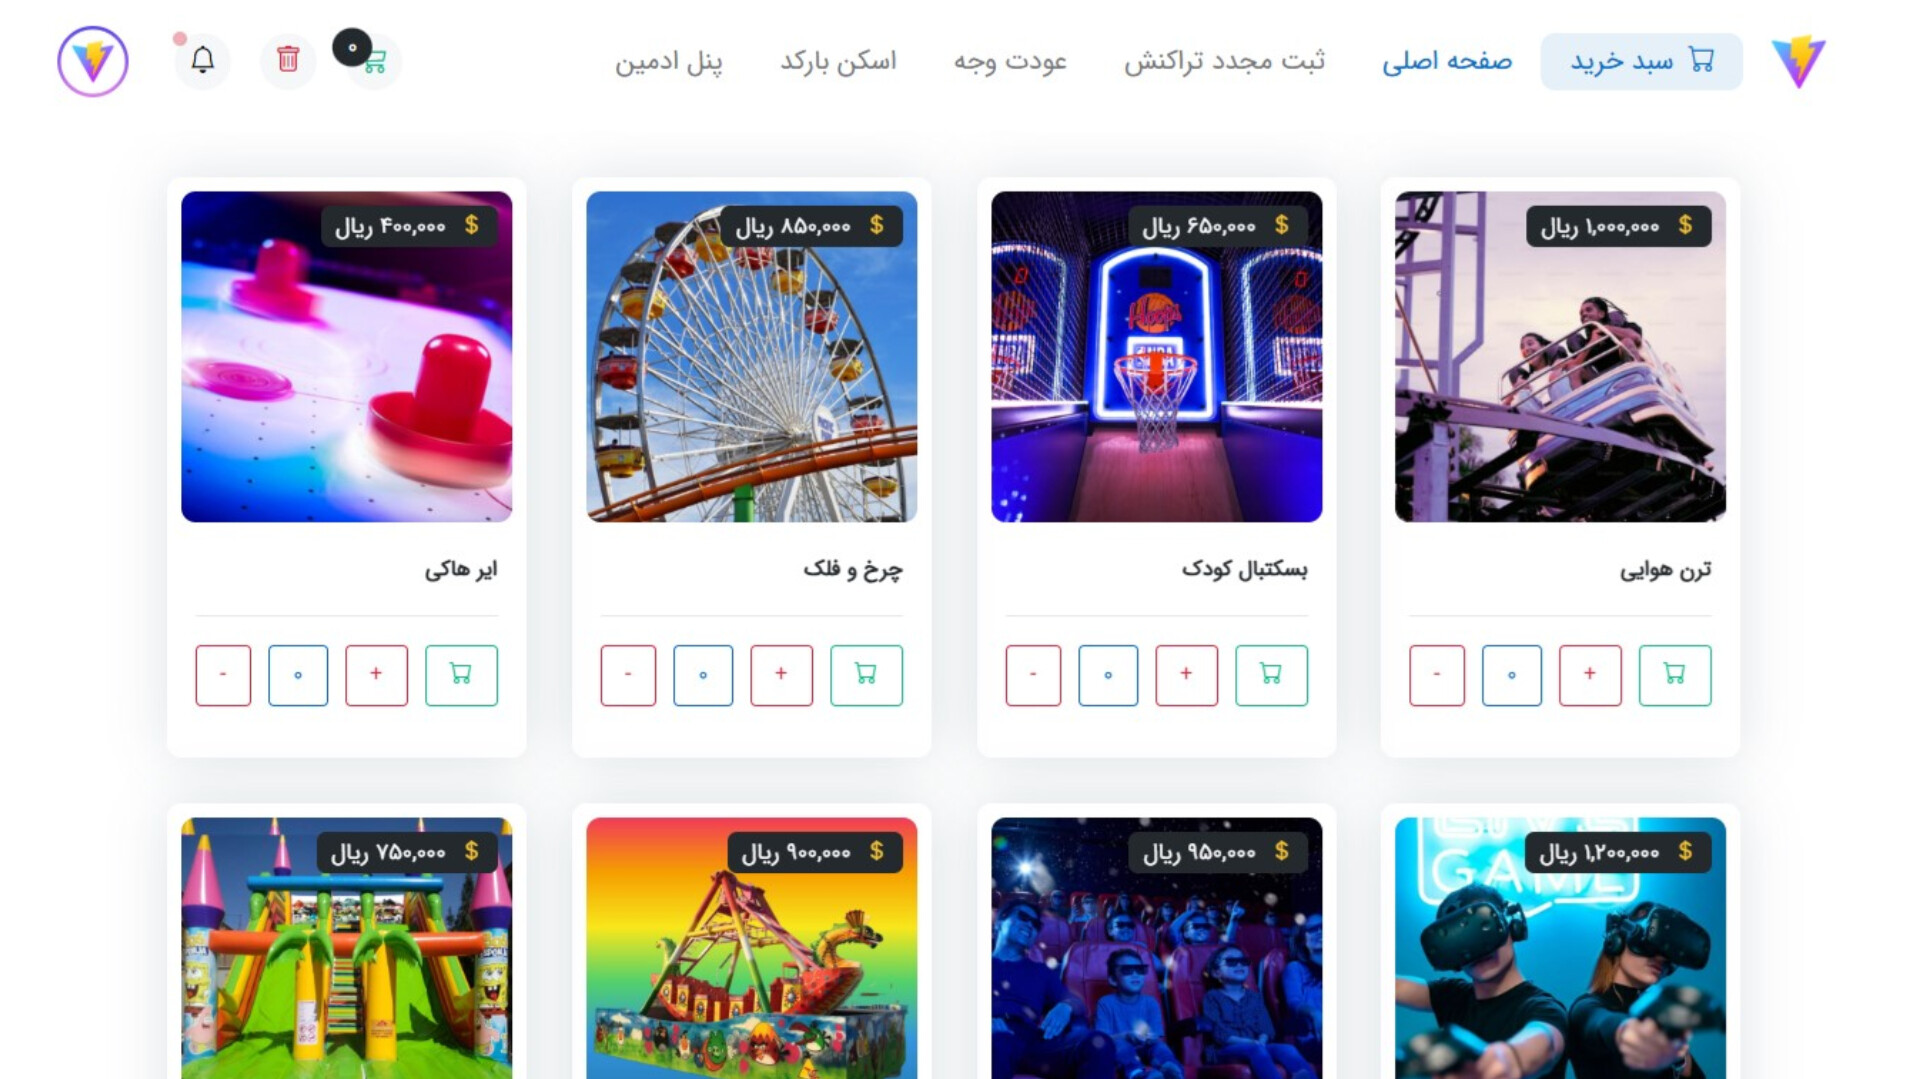 سبد خرید
صفحه اصلی
ثبت مجدد تراکنش
عودت وجه
اسکن بارکد
پنل ادمین
۰
$ ۱,۰۰۰,۰۰۰ ریال
$ ۶۵۰,۰۰۰ ریال
$ ۸۵۰,۰۰۰ ریال
$ ۴۰۰,۰۰۰ ریال
ترن هوایی
بسکتبال کودک
چرخ و فلک
ایر هاکی
+ ۰ -
+ ۰ -
+ ۰ -
+ ۰ -
$ ۱,۲۰۰,۰۰۰ ریال
$ ۹۵۰,۰۰۰ ریال
$ ۹۰۰,۰۰۰ ریال
$ ۷۵۰,۰۰۰ ریال
GAME